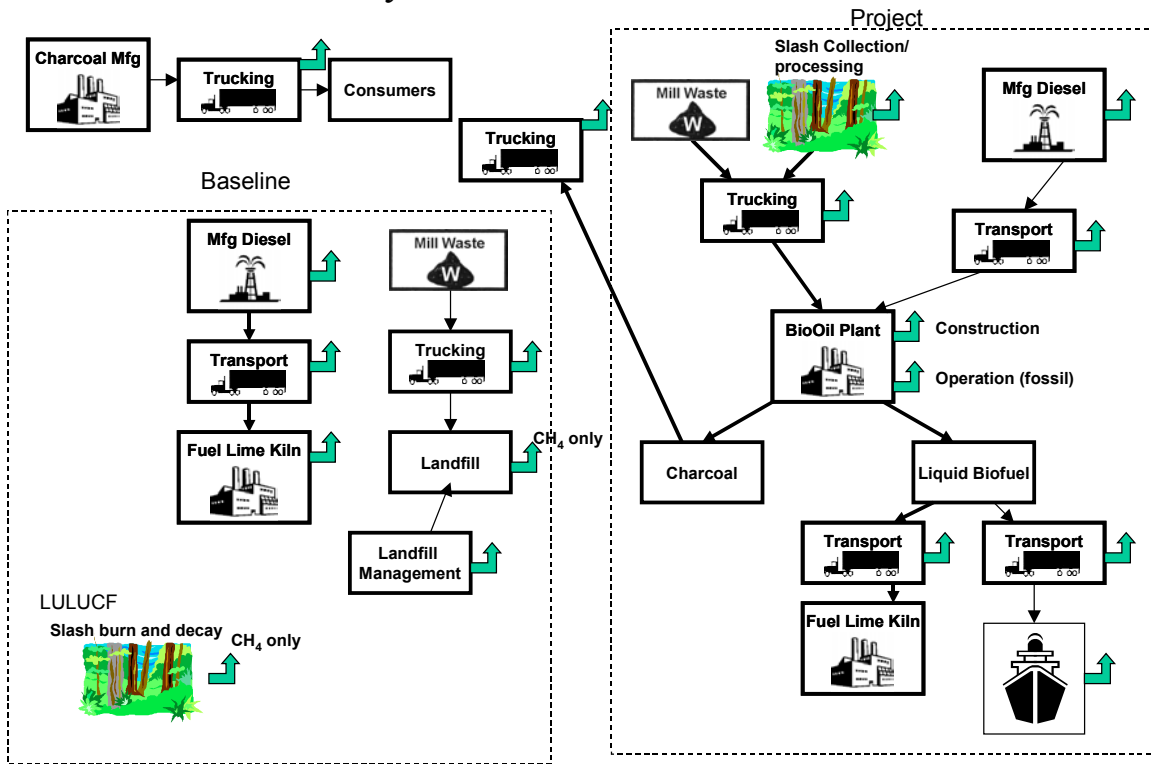 Project
Charcoal Mfg
Trucking
Consumers
Trucking
Slash Collection/
processing
Mill Waste
W
Mfg Diesel
Trucking
Transport
BioOil Plant
Construction
Operation (fossil)
Charcoal
Liquid Biofuel
Transport
Transport
Fuel Lime Kiln
Baseline
Mfg Diesel
Mill Waste
W
Transport
Trucking
Fuel Lime Kiln
Landfill
CH₄ only
Landfill
Management
LULUCF
Slash burn and decay
CH₄ only